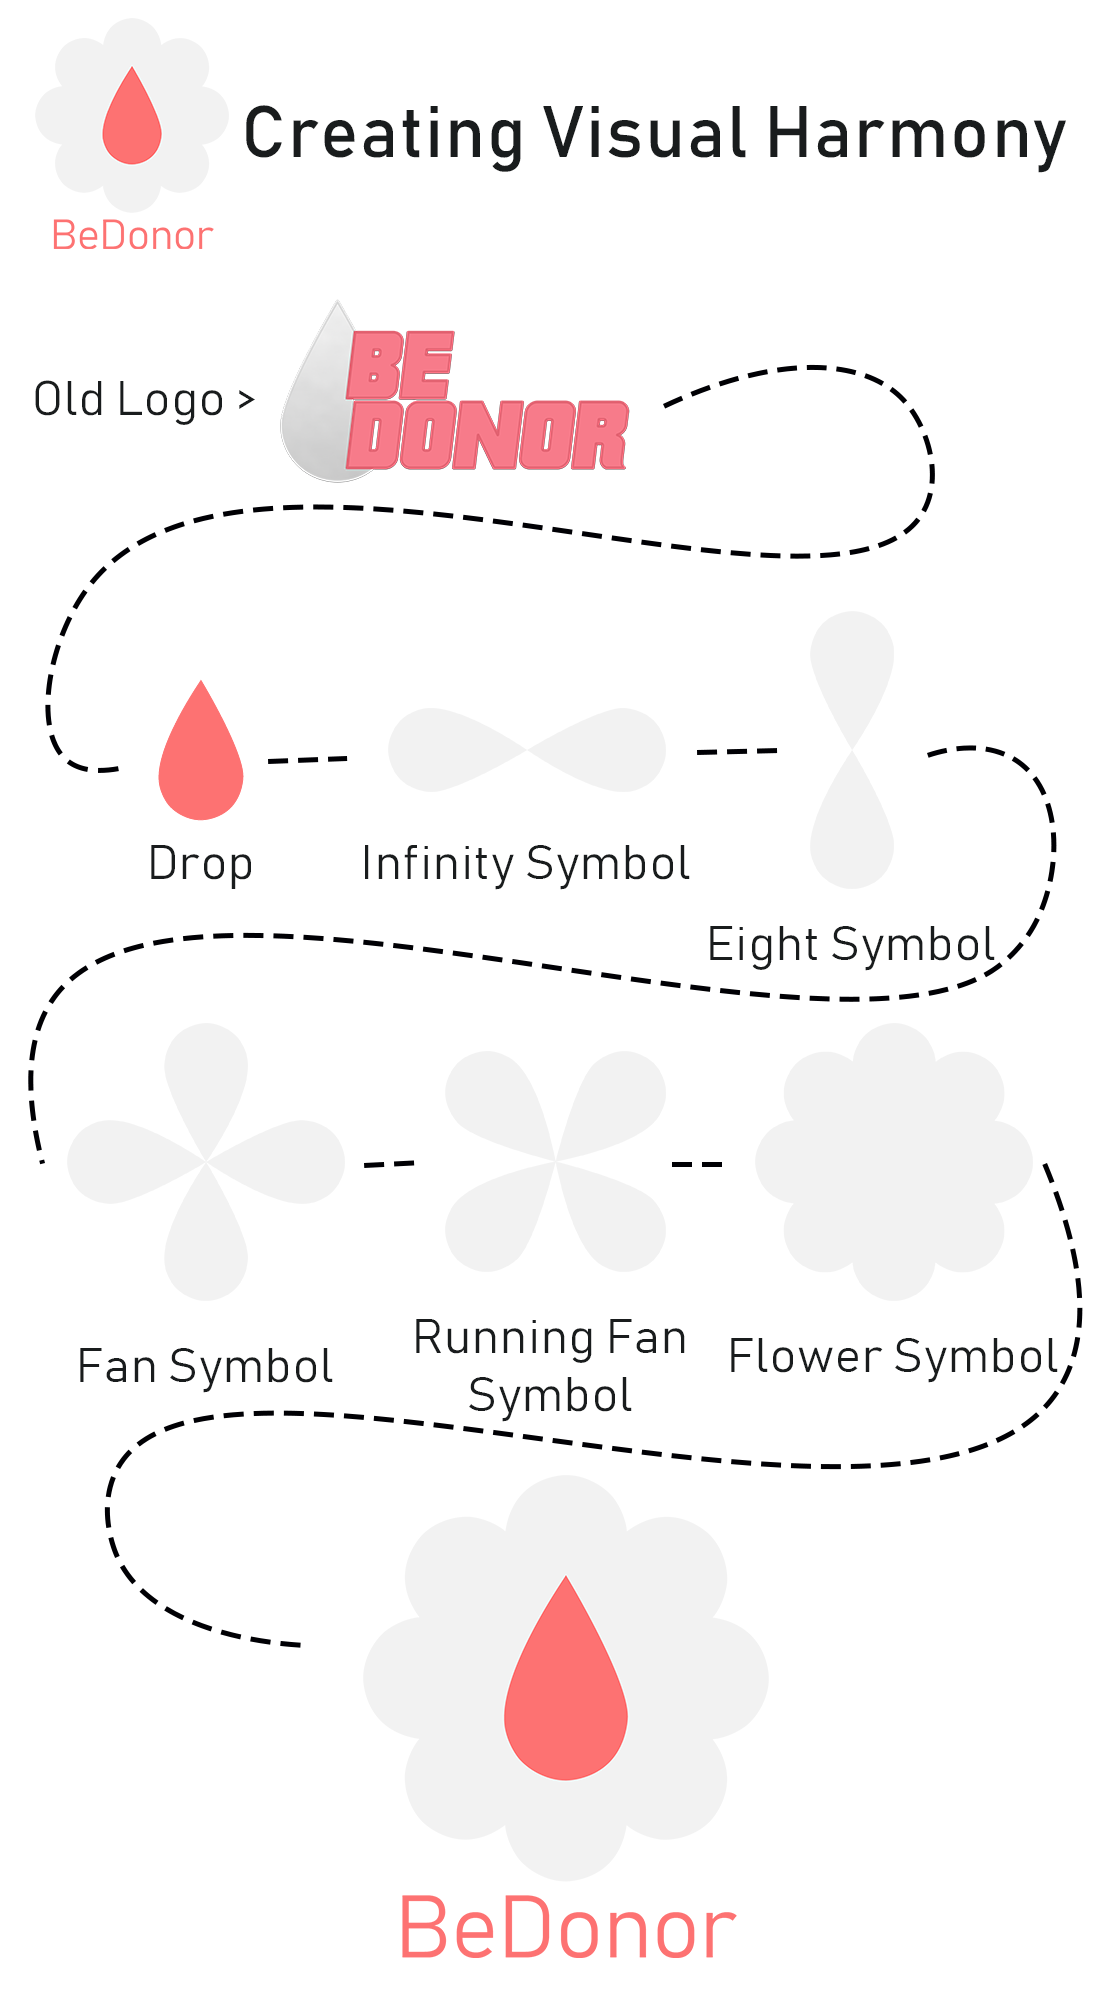 Creating Visual Harmony
BeDonor
Old Logo >
BE
DONOR
Drop
Infinity Symbol
Eight Symbol
Fan Symbol
Running Fan
Symbol
Flower Symbol
BeDonor